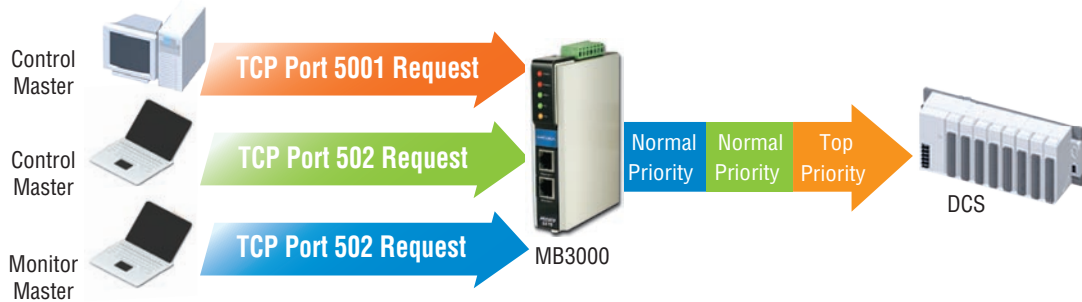 Control
Master
TCP Port 5001 Request
Control
Master
TCP Port 502 Request
Monitor
Master
TCP Port 502 Request
MB3000
Normal
Priority
Normal
Priority
Top
Priority
DCS